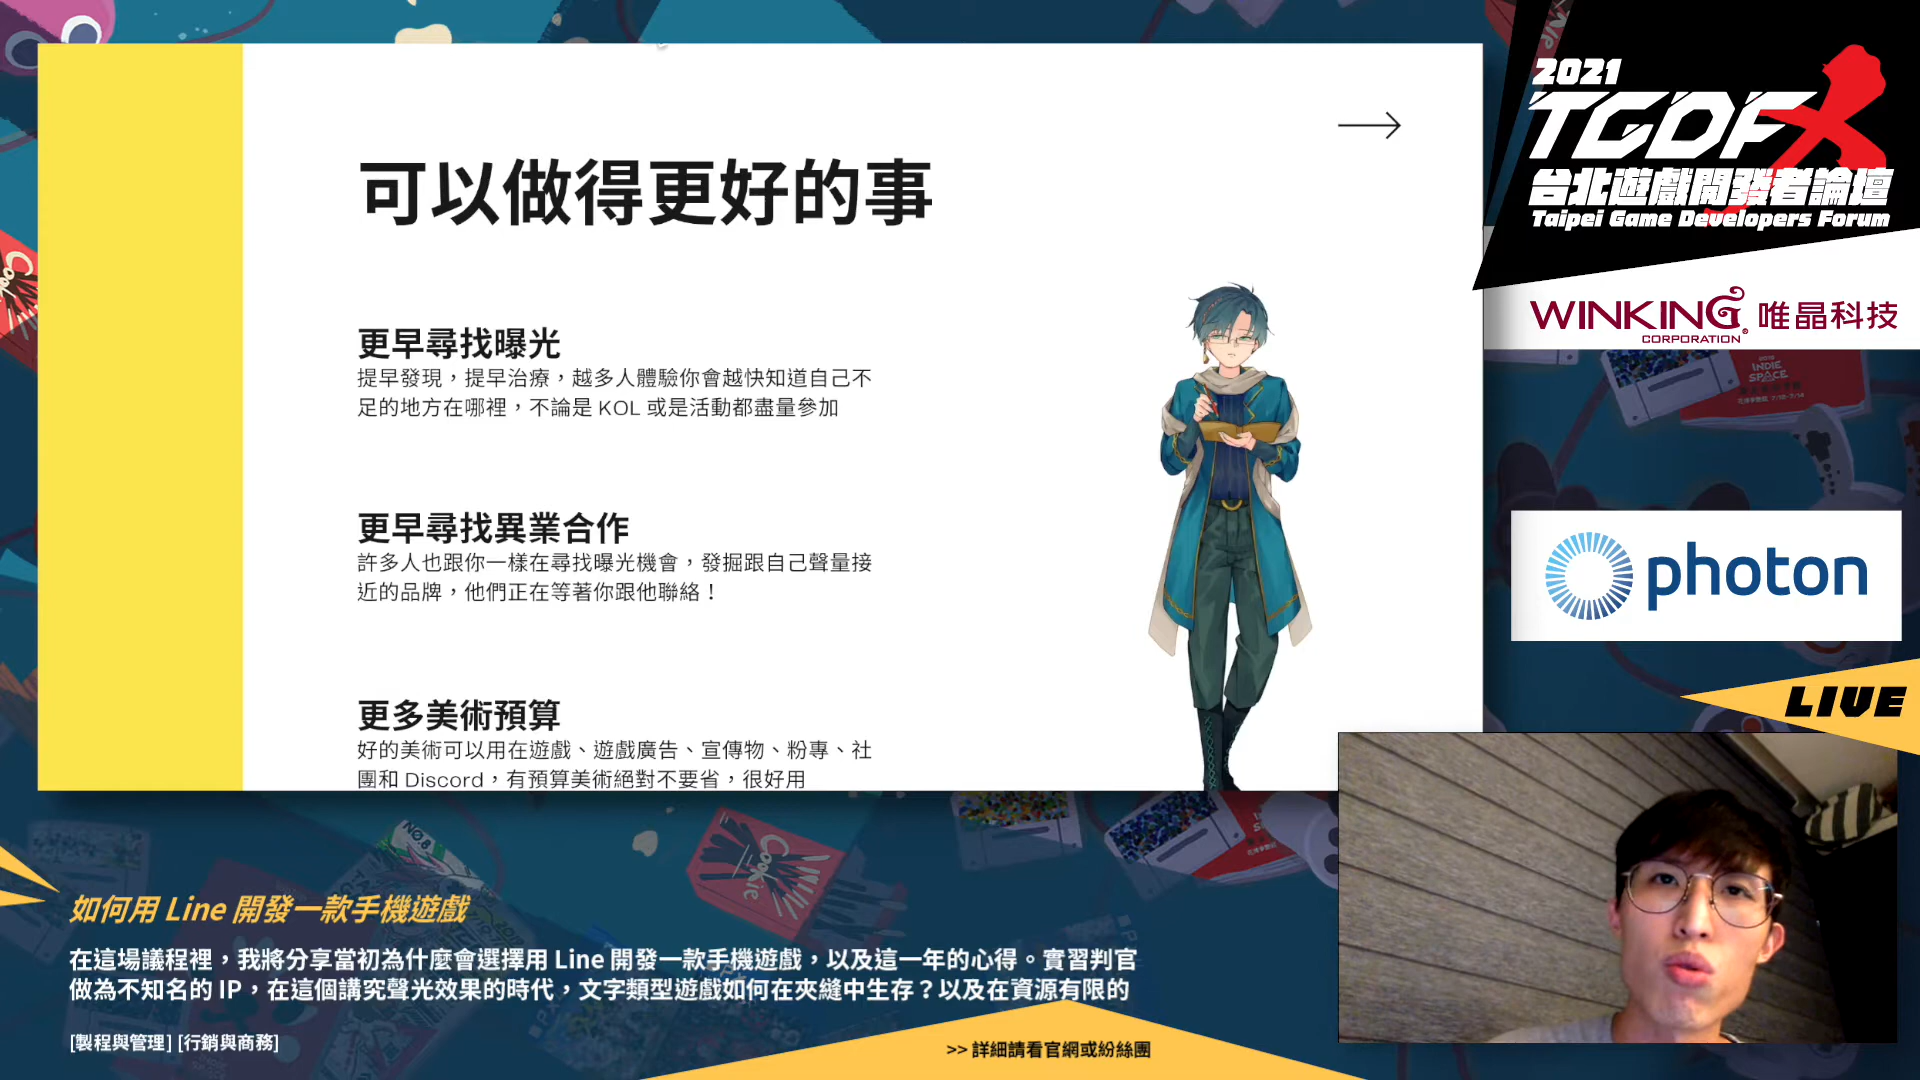 可以做得更好的事
更早尋找曝光
提早發現，提早治療，越多人體驗你會越快知道自己不
足的地方在哪裡，不論是 KOL 或是活動都盡量參加
更早尋找異業合作
許多人也跟你一樣在尋找曝光機會，發掘跟自己聲量接
近的品牌，他們正在等著你跟他聯絡！
更多美術預算
好的美術可以用在遊戲、遊戲廣告、宣傳物、粉專、社
團和 Discord，有預算美術絕對不要省，很好用
2021
TGDF X
台北遊戲開發者論壇
Taipei Game Developers Forum
WINKING® 唯晶科技
CORPORATION
INDIE
SPACE
photon
LIVE
NO.8
Cookie
如何用 Line 開發一款手機遊戲
在這場議程裡，我將分享當初為什麼會選擇用 Line 開發一款手機遊戲，以及這一年的心得。實習判官
做為不知名的 IP，在這個講究聲光效果的時代，文字類型遊戲如何在夾縫中生存？以及在資源有限的
[製程與管理] [行銷與商務]
>> 詳細請看官網或紛絲團